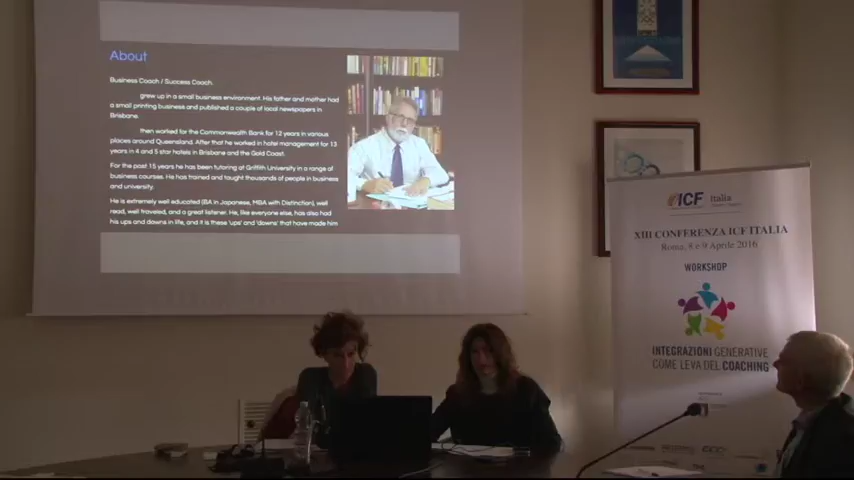 About
Business Coach / Success Coach.
grew up in a small business environment. His father and mother had
a small printing business and published a couple of local newspapers in
Brisbane.
then worked for the Commonwealth Bank for 12 years in various
places around Queensland. After that he worked in hotel management for 13
years in 4 and 5 star hotels in Brisbane and the Gold Coast.
For the past 15 years he has been tutoring at Griffith University in a range of
business courses. He has trained and taught thousands of people in business
and university.
He is extremely well educated (BA in Japanese, MBA with Distinction), well
read, well traveled, and a great listener. He, like everyone else, has also had
his ups and downs in life, and it is these 'ups' and 'downs' that have made him
ICF Italia
XIII CONFERENZA ICF ITALIA
Roma, 8 e 9 Aprile 2016
WORKSHOP
INTEGRAZIONI GENERATIVE
COME LEVA DEL COACHING